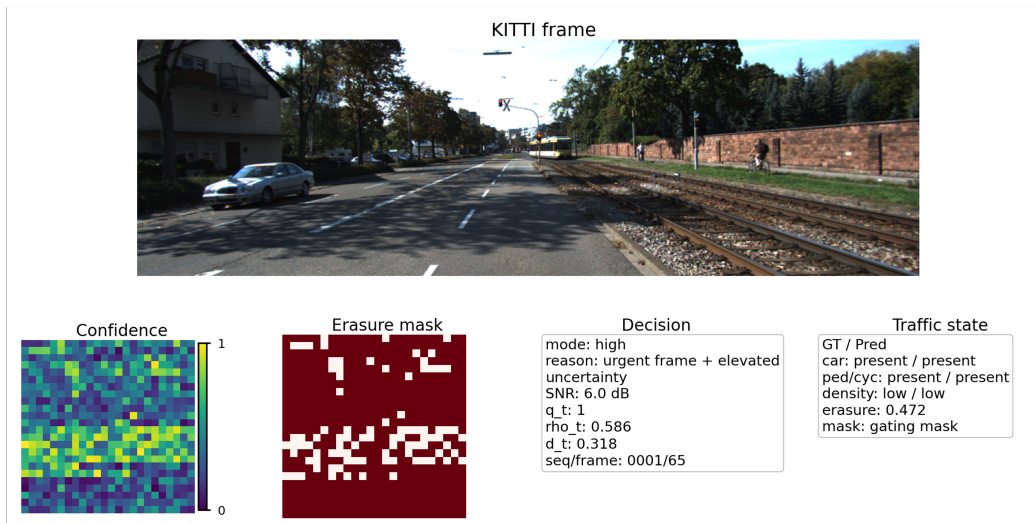 KITTI frame
Confidence
1
0
Erasure mask
Decision
mode: high
reason: urgent frame + elevated
uncertainty
SNR: 6.0 dB
q_t: 1
rho_t: 0.586
d_t: 0.318
seq/frame: 0001/65
Traffic state
GT / Pred
car: present / present
ped/cyc: present / present
density: low / low
erasure: 0.472
mask: gating mask